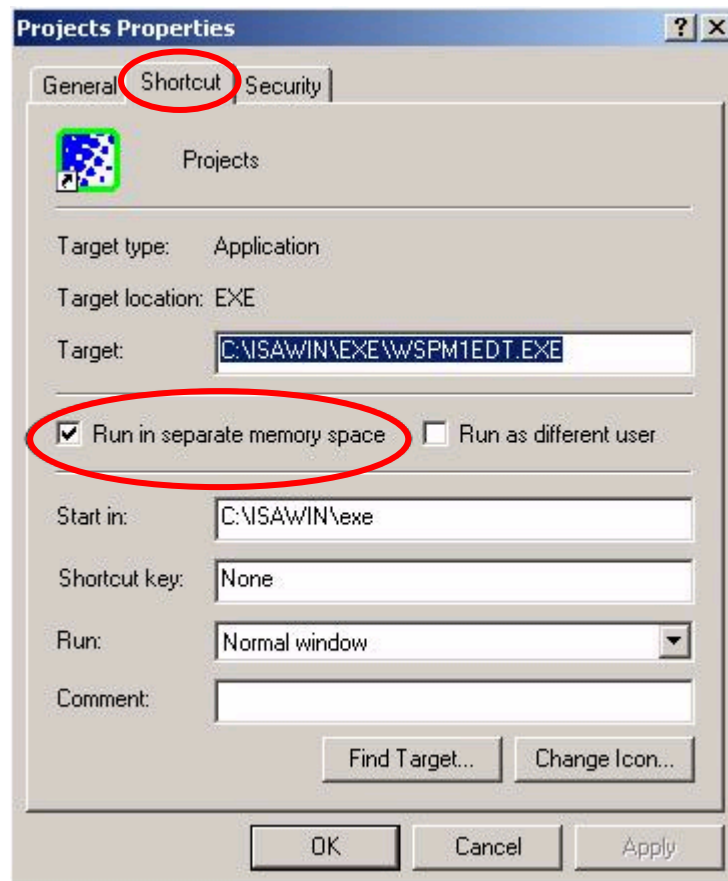 Projects Properties
General Shortcut Security
Projects
Target type: Application
Target location: EXE
Target: C:\ISAWIN\EXE\WSPM1EDT.EXE
Run in separate memory space Run as different user
Start in: C:\ISAWIN\exe
Shortcut key: None
Run: Normal window
Comment:
Find Target... Change Icon...
OK Cancel Apply